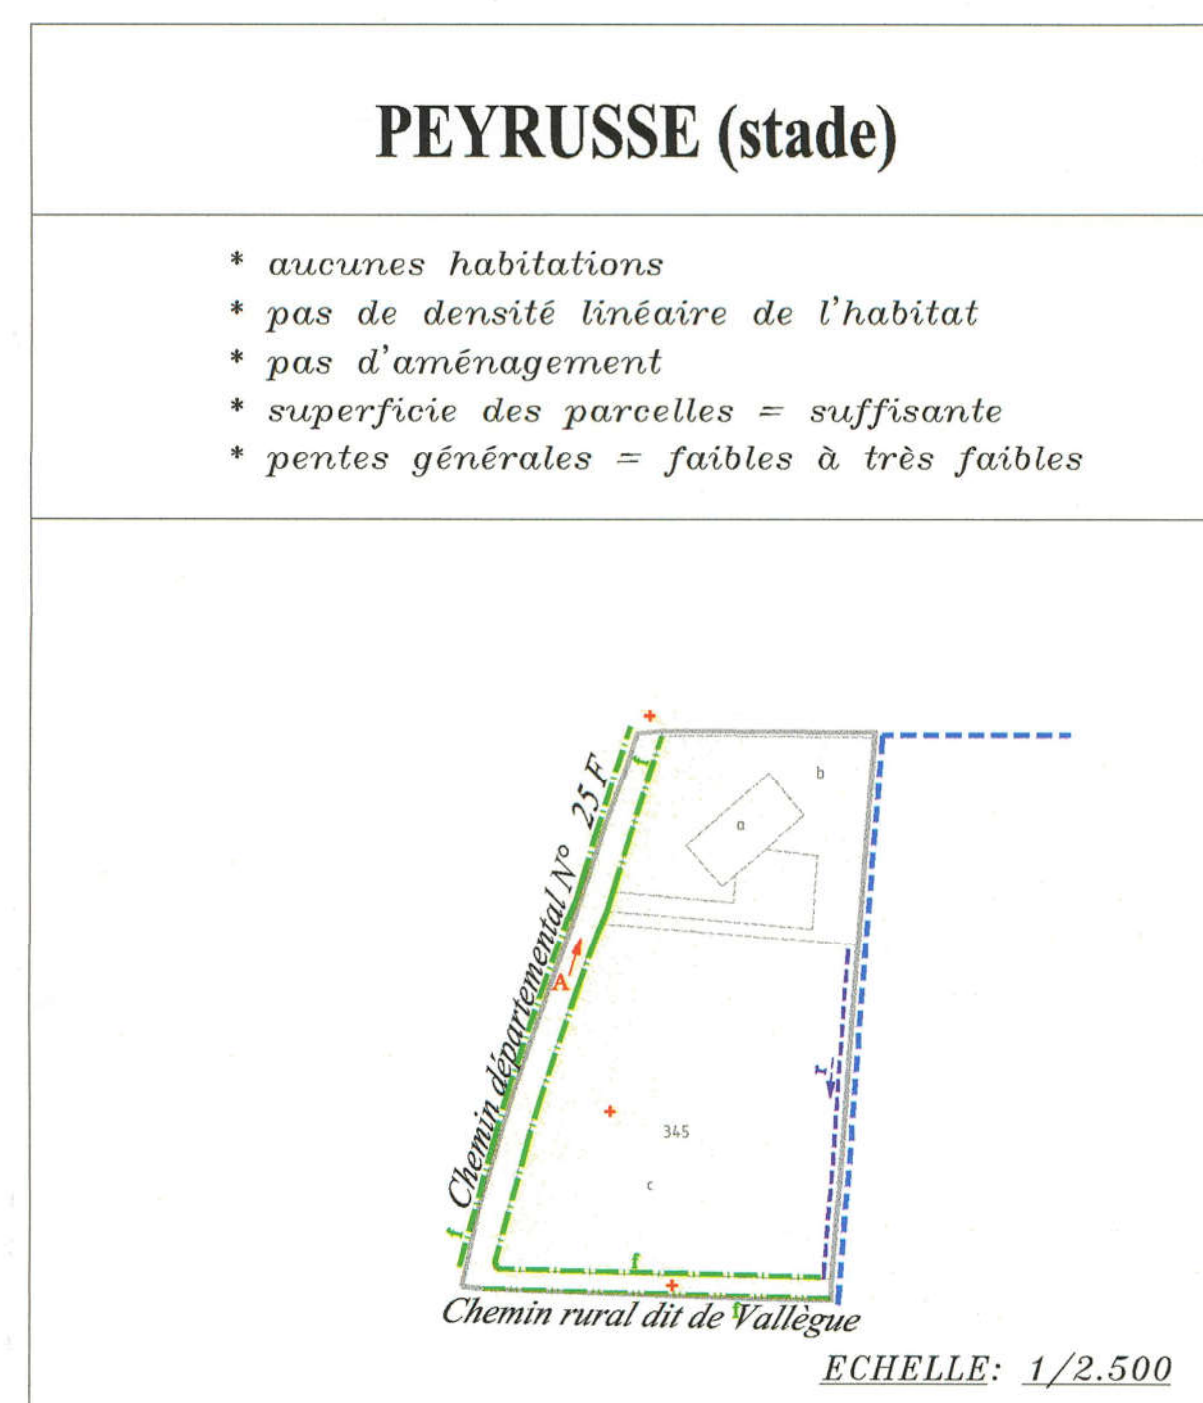 PEYRUSSE (stade)
* aucunes habitations
* pas de densité linéaire de l'habitat
* pas d'aménagement
* superficie des parcelles = suffisante
* pentes générales = faibles à très faibles
f
b
a
Chemin départemental N° 25 F
A
r
345
c
f
f
f
Chemin rural dit de Vallègue
ECHELLE: 1/2.500